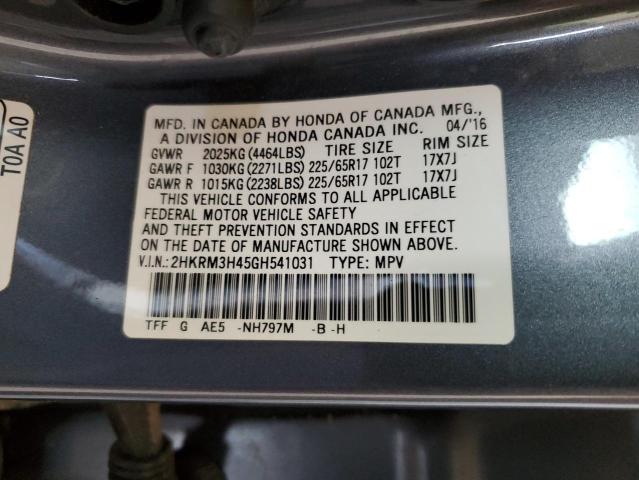 MFD. IN CANADA BY HONDA OF CANADA MFG.,
A DIVISION OF HONDA CANADA INC. 04/'16
GVWR 2025KG(4464LBS) TIRE SIZE RIM SIZE
GAWR F 1030KG(2271LBS) 225/65R17 102T 17X7J
GAWR R 1015KG(2238LBS) 225/65R17 102T 17X7J
THIS VEHICLE CONFORMS TO ALL APPLICABLE
FEDERAL MOTOR VEHICLE SAFETY
AND THEFT PREVENTION STANDARDS IN EFFECT
ON THE DATE OF MANUFACTURE SHOWN ABOVE.
V.I.N.: 2HKRM3H45GH541031 TYPE: MPV
TFF G AE5 -NH797M -B -H
TOA A0